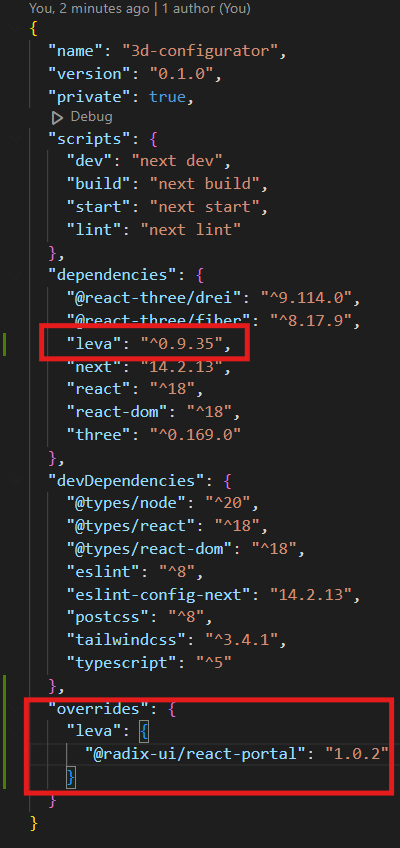 You, 2 minutes ago | 1 author (You)
{
  "name": "3d-configurator",
  "version": "0.1.0",
  "private": true,
  Debug
  "scripts": {
    "dev": "next dev",
    "build": "next build",
    "start": "next start",
    "lint": "next lint"
  },
  "dependencies": {
    "@react-three/drei": "^9.114.0",
    "@react-three/fiber": "^8.17.9",
    "leva": "^0.9.35",
    "next": "14.2.13",
    "react": "^18",
    "react-dom": "^18",
    "three": "^0.169.0"
  },
  "devDependencies": {
    "@types/node": "^20",
    "@types/react": "^18",
    "@types/react-dom": "^18",
    "eslint": "^8",
    "eslint-config-next": "14.2.13",
    "postcss": "^8",
    "tailwindcss": "^3.4.1",
    "typescript": "^5"
  },
  "overrides": {
    "leva": {
      "@radix-ui/react-portal": "1.0.2"
    }
  }
}